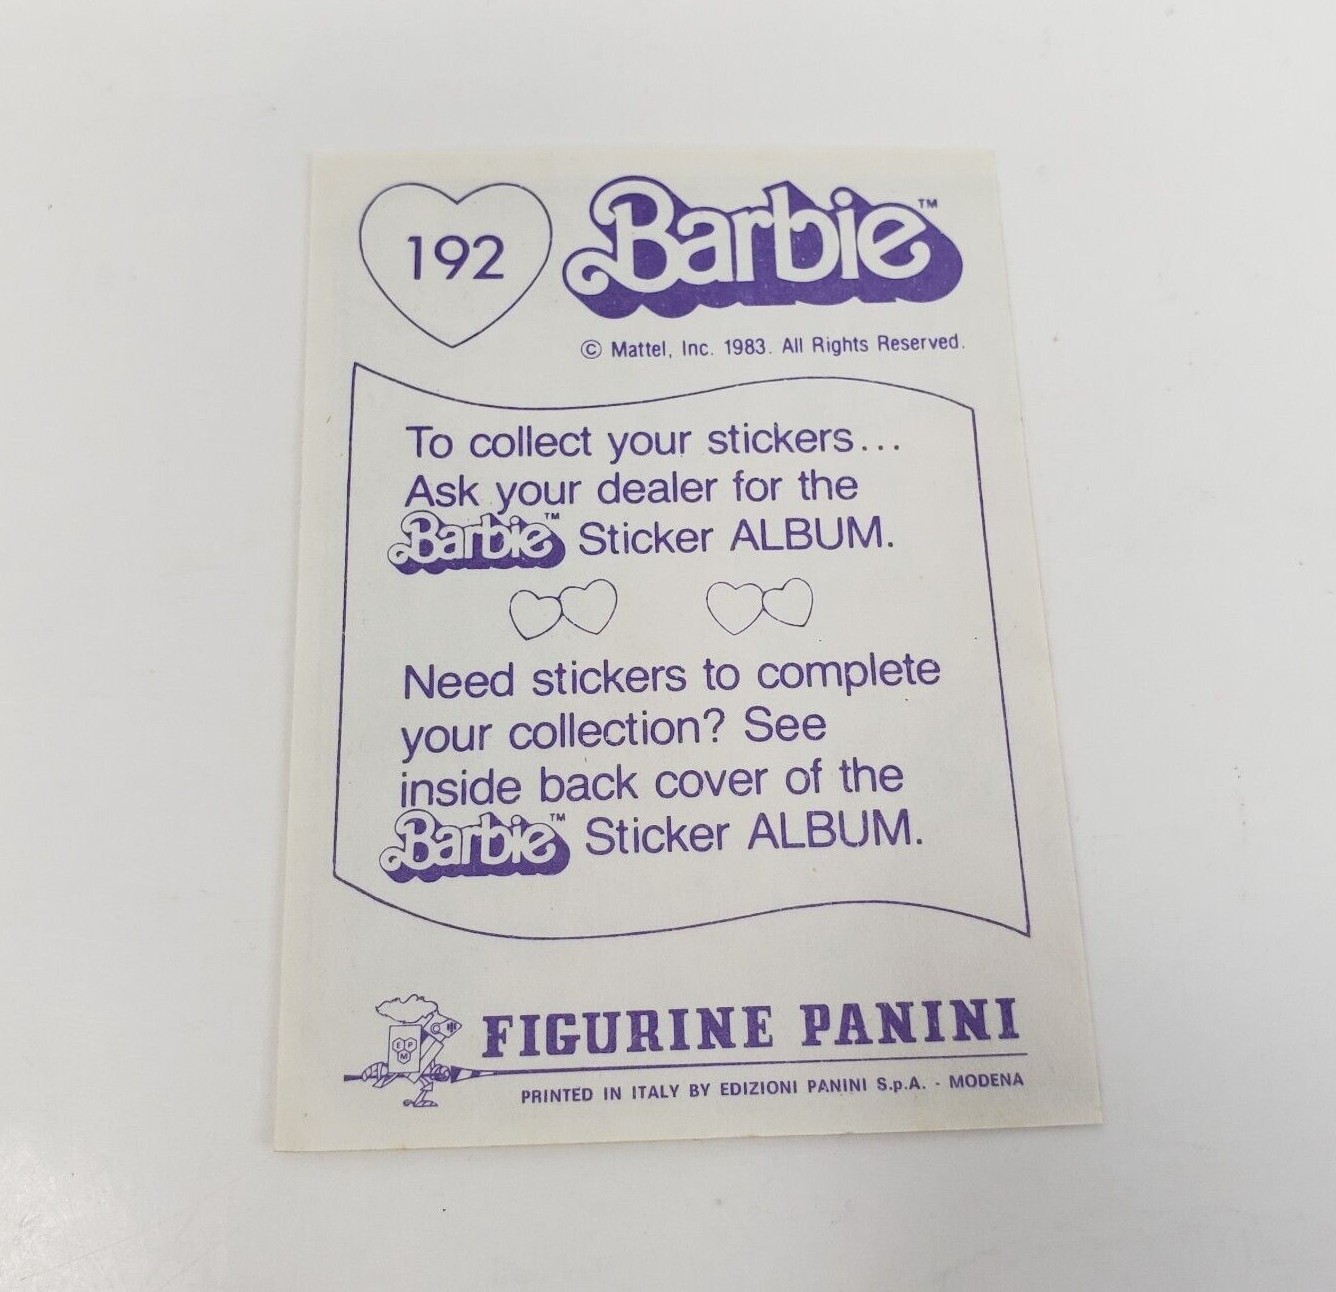 192
Barbie™
© Mattel, Inc. 1983. All Rights Reserved.
To collect your stickers...
Ask your dealer for the
Barbie™ Sticker ALBUM.
Need stickers to complete
your collection? See
inside back cover of the
Barbie™ Sticker ALBUM.
E P
M
FIGURINE PANINI
PRINTED IN ITALY BY EDIZIONI PANINI S.p.A. - MODENA